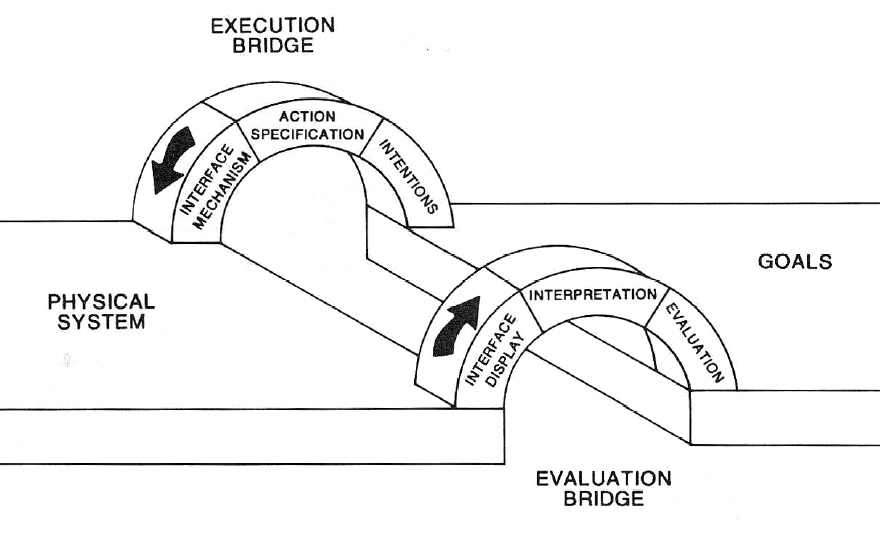 EXECUTION
BRIDGE
ACTION
SPECIFICATION
INTERFACE
MECHANISM
INTENTIONS
GOALS
PHYSICAL
SYSTEM
INTERPRETATION
INTERFACE
DISPLAY
EVALUATION
EVALUATION
BRIDGE